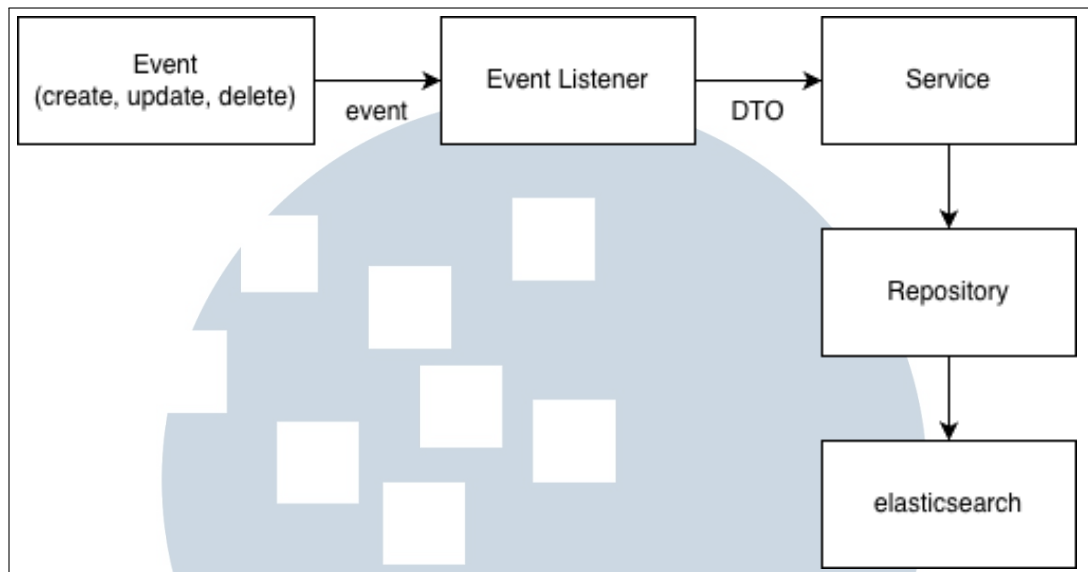 Event
(create, update, delete)
event
Event Listener
DTO
Service
Repository
elasticsearch